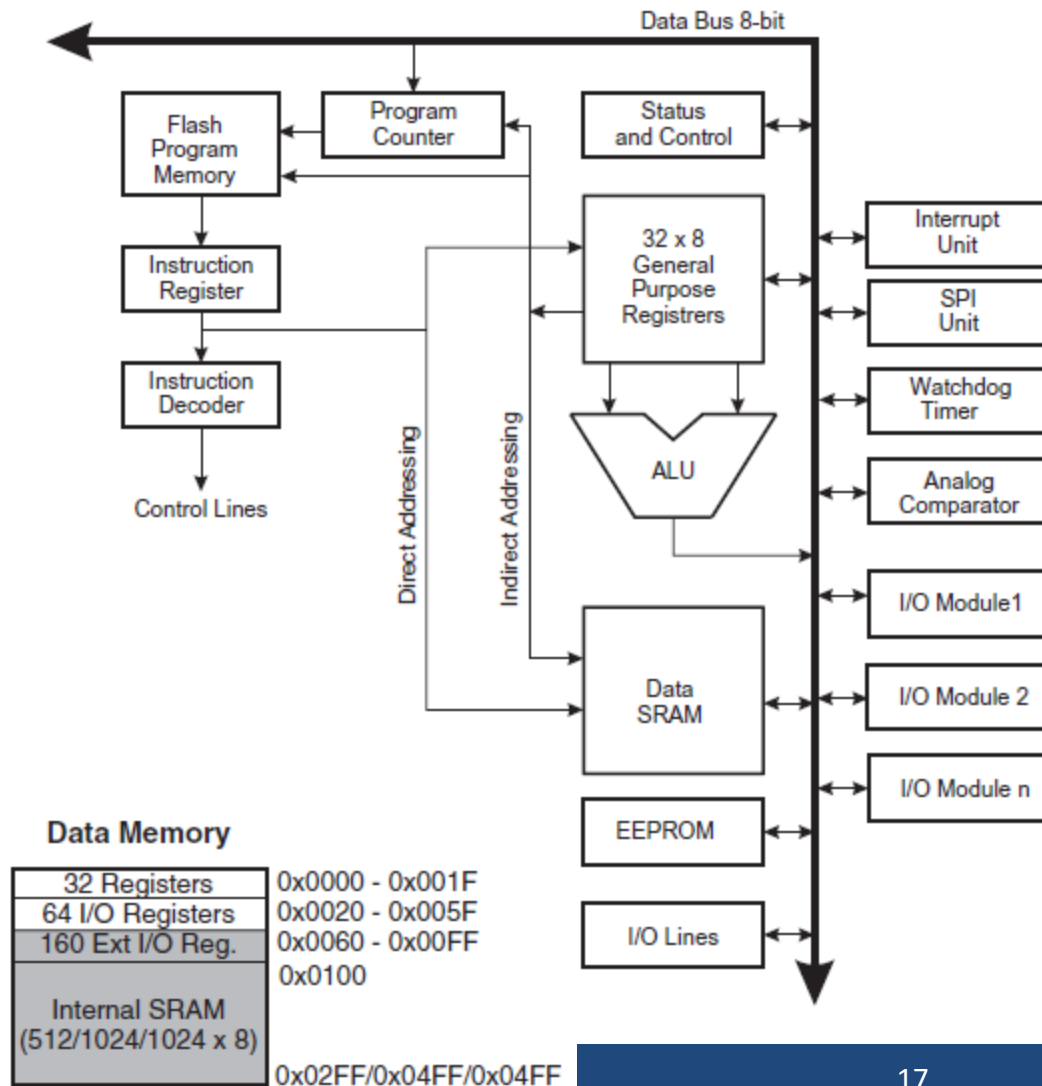 Data Bus 8-bit
Flash
Program
Memory
Program
Counter
Status
and Control
Instruction
Register
32 x 8
General
Purpose
Registrers
Interrupt
Unit
SPI
Unit
Instruction
Decoder
Watchdog
Timer
Control Lines
Direct Addressing
Indirect Addressing
ALU
Analog
Comparator
I/O Module1
Data
SRAM
I/O Module 2
I/O Module n
EEPROM
I/O Lines
Data Memory
32 Registers 0x0000 - 0x001F
64 I/O Registers 0x0020 - 0x005F
160 Ext I/O Reg. 0x0060 - 0x00FF
0x0100
Internal SRAM
(512/1024/1024 x 8)
0x02FF/0x04FF/0x04FF
17